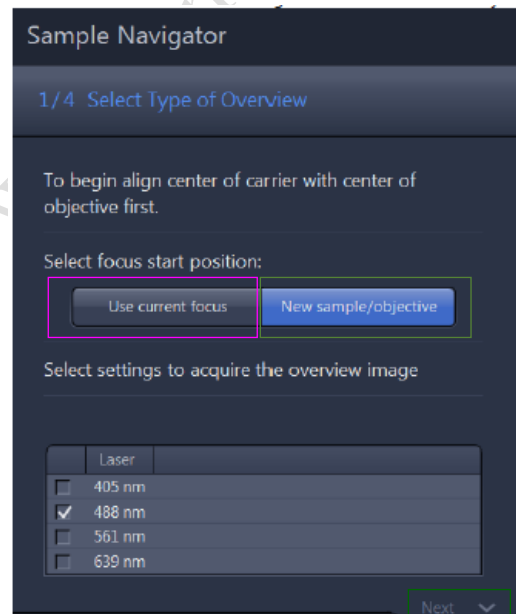 Sample Navigator
1/4 Select Type of Overview
To begin align center of carrier with center of
objective first.
Select focus start position:
Use current focus New sample/objective
Select settings to acquire the overview image
Laser
405 nm
488 nm
561 nm
639 nm
Next